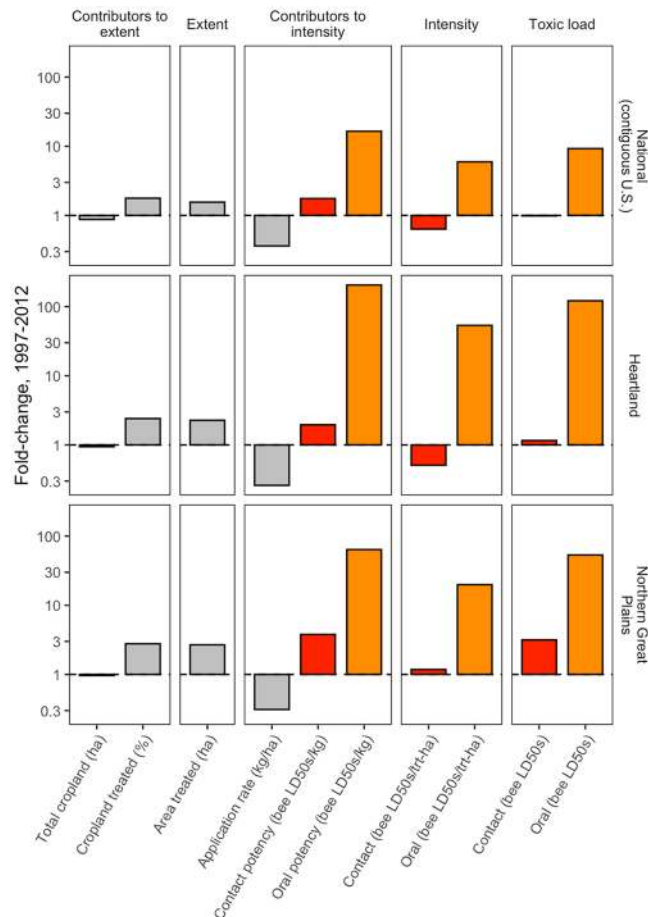 Contributors to
extent
Extent
Contributors to
intensity
Intensity
Toxic load
Fold-change, 1997-2012
100
30
10
3
1
0.3
National
(contiguous U.S.)
100
30
10
3
1
0.3
Heartland
100
30
10
3
1
0.3
Northern Great
Plains
Total cropland (ha)
Cropland treated (%)
Area treated (ha)
Application rate (kg/ha)
Contact potency (bee LD50s/kg)
Oral potency (bee LD50s/kg)
Contact (bee LD50s/trt-ha)
Oral (bee LD50s/trt-ha)
Contact (bee LD50s)
Oral (bee LD50s)